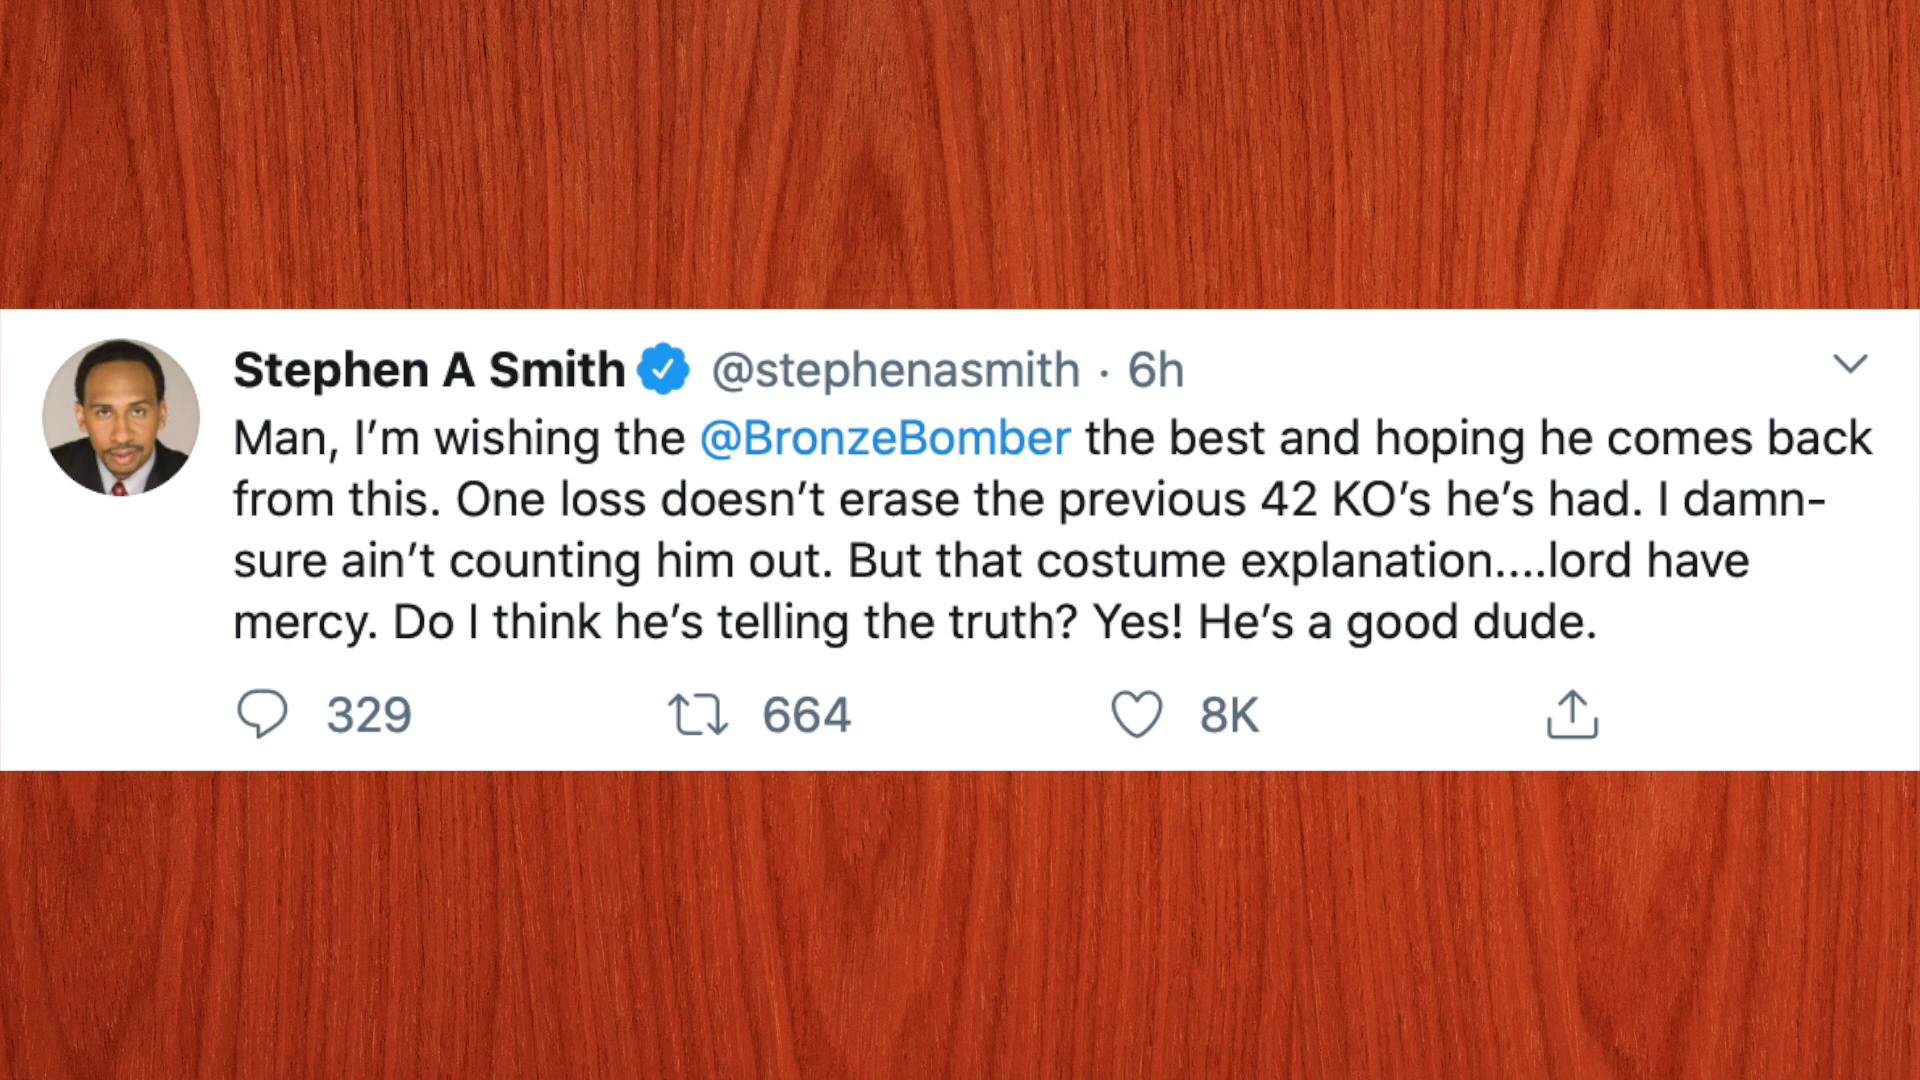 Stephen A Smith @stephenasmith · 6h
Man, I’m wishing the @BronzeBomber the best and hoping he comes back
from this. One loss doesn’t erase the previous 42 KO’s he’s had. I damn-
sure ain’t counting him out. But that costume explanation....lord have
mercy. Do I think he’s telling the truth? Yes! He’s a good dude.
329 664 8K